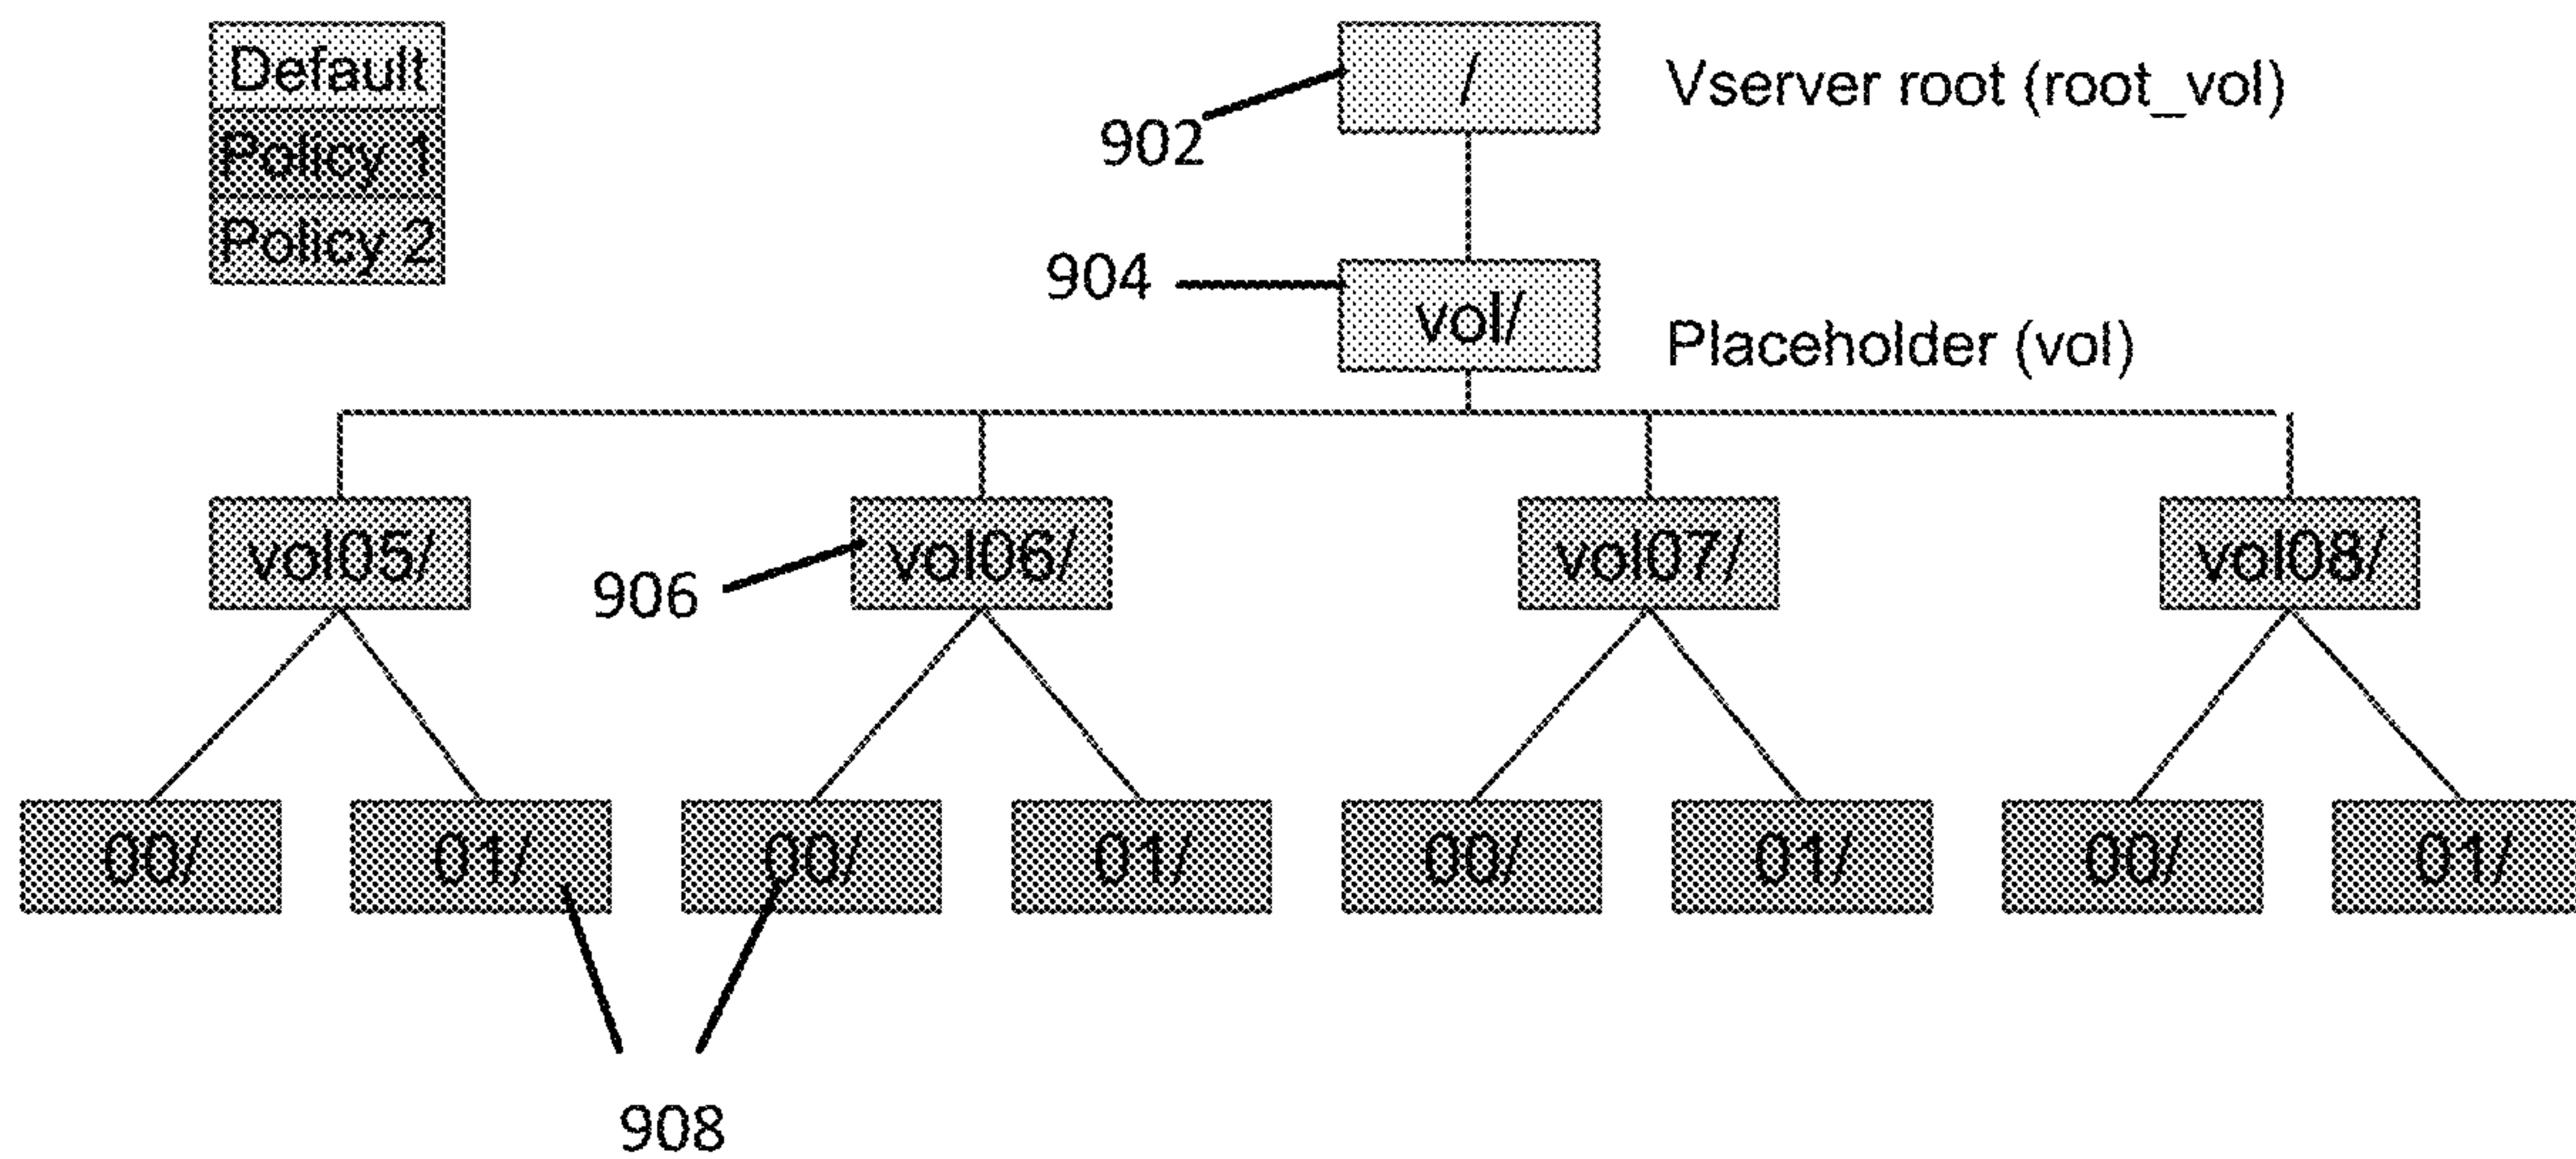 Default
Policy 1
Policy 2
/
Vserver root (root_vol)
902
904
vol/
Placeholder (vol)
vol05/
906
vol06/
vol07/
vol08/
00/
01/
00/
01/
00/
01/
00/
01/
908